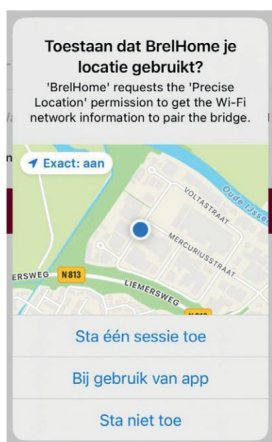 Toestaan dat BrelHome je
locatie gebruikt?
'BrelHome' requests the 'Precise
Location' permission to get the Wi-Fi
network information to pair the bridge.
Exact: aan
VOLTASTRAAT
Oude IJssel
MERCURIUSSTRAAT
ERSWEG
N813
LIEMERSWEG
Sta één sessie toe
Bij gebruik van app
Sta niet toe